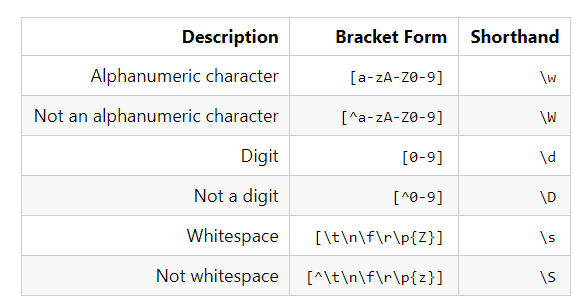 Description Bracket Form Shorthand
Alphanumeric character [a-zA-Z0-9] \w
Not an alphanumeric character [^a-zA-Z0-9] \W
Digit [0-9] \d
Not a digit [^0-9] \D
Whitespace [\t\n\f\r\p{Z}] \s
Not whitespace [^\t\n\f\r\p{z}] \S